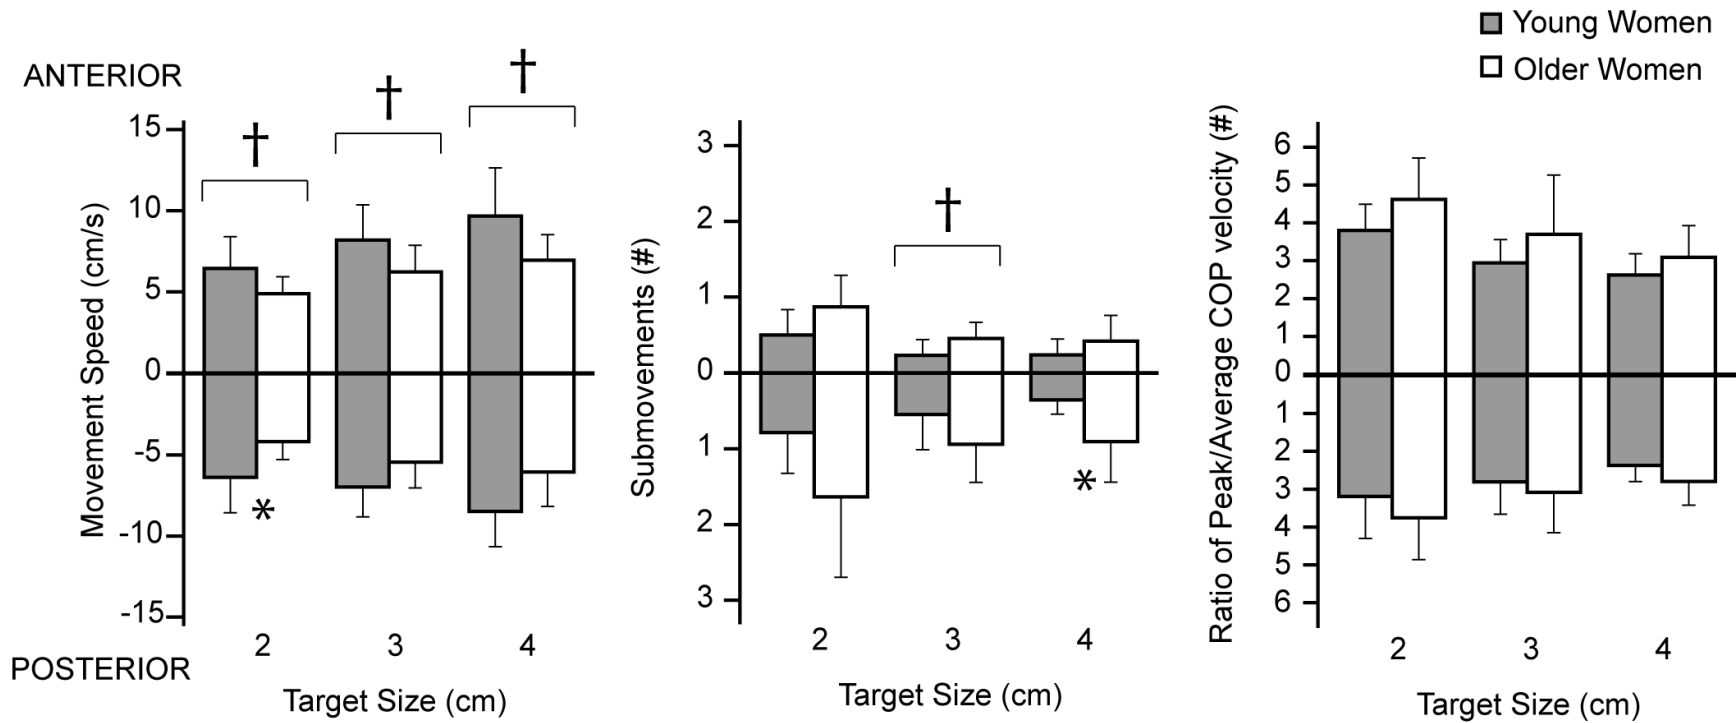 Young Women
Older Women
ANTERIOR
POSTERIOR
Movement Speed (cm/s)
15
10
5
0
-5
-10
-15
†
†
†
*
2 3 4
Target Size (cm)
Submovements (#)
3
2
1
0
1
2
3
†
*
2 3 4
Target Size (cm)
Ratio of Peak/Average COP velocity (#)
6
5
4
3
2
1
0
1
2
3
4
5
6
2 3 4
Target Size (cm)